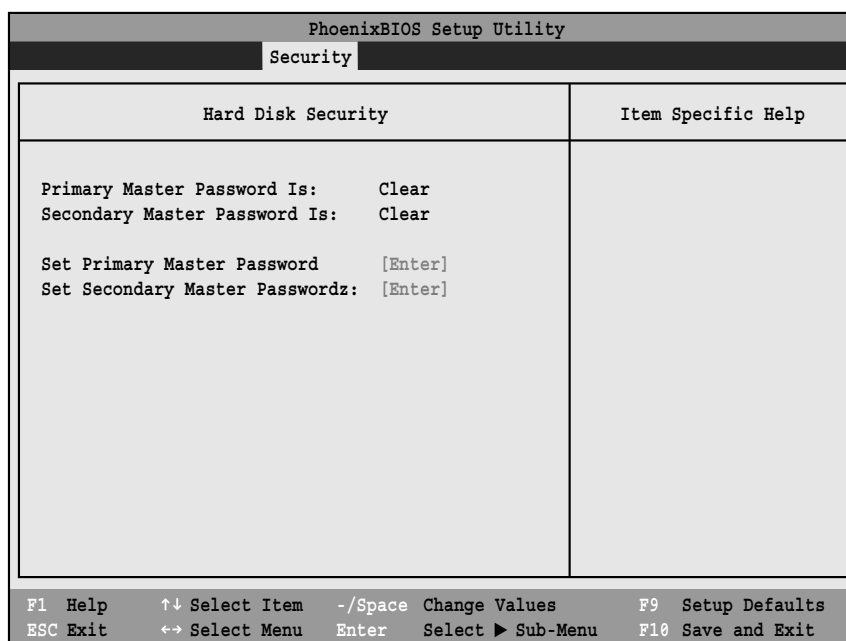 PhoenixBIOS Setup Utility
Security
Hard Disk Security
Item Specific Help
Primary Master Password Is: Clear
Secondary Master Password Is: Clear
Set Primary Master Password [Enter]
Set Secondary Master Passwordz: [Enter]
F1 Help ↑↓ Select Item -/Space Change Values F9 Setup Defaults
ESC Exit ←→ Select Menu Enter Select ▶ Sub-Menu F10 Save and Exit